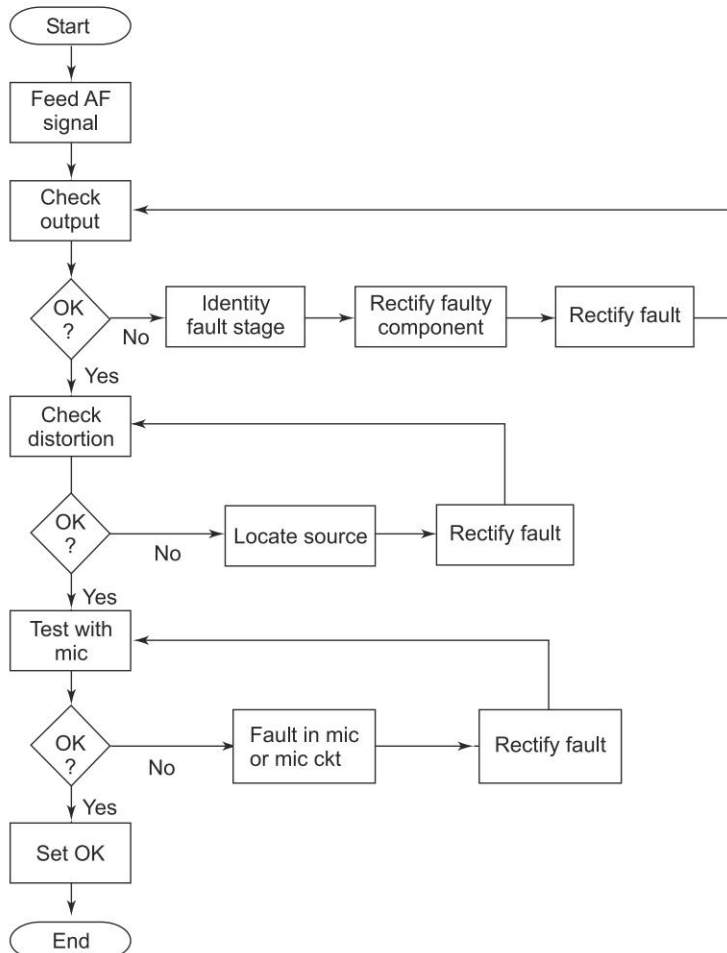 Start
Feed AF
signal
Check
output
OK
?
No
Identity
fault stage
Rectify faulty
component
Rectify fault
Yes
Check
distortion
OK
?
No
Locate source
Rectify fault
Yes
Test with
mic
OK
?
No
Fault in mic
or mic ckt
Rectify fault
Yes
Set OK
End